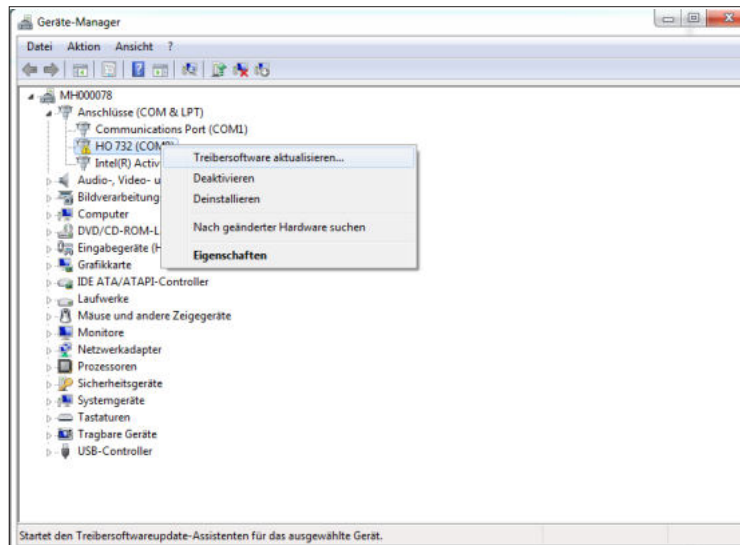 Geräte-Manager
Datei Aktion Ansicht ?
MH000078
Anschlüsse (COM & LPT)
Communications Port (COM1)
HO 732 (COM
Intel(R) Activ
Audio-, Video- u
Bildverarbeitung
Computer
DVD/CD-ROM-L
Eingabegeräte (H
Grafikkarte
IDE ATA/ATAPI-Controller
Laufwerke
Mäuse und andere Zeigegeräte
Monitore
Netzwerkadapter
Prozessoren
Sicherheitsgeräte
Systemgeräte
Tastaturen
Tragbare Geräte
USB-Controller
Treibersoftware aktualisieren...
Deaktivieren
Deinstallieren
Nach geänderter Hardware suchen
Eigenschaften
Startet den Treibersoftwareupdate-Assistenten für das ausgewählte Gerät.